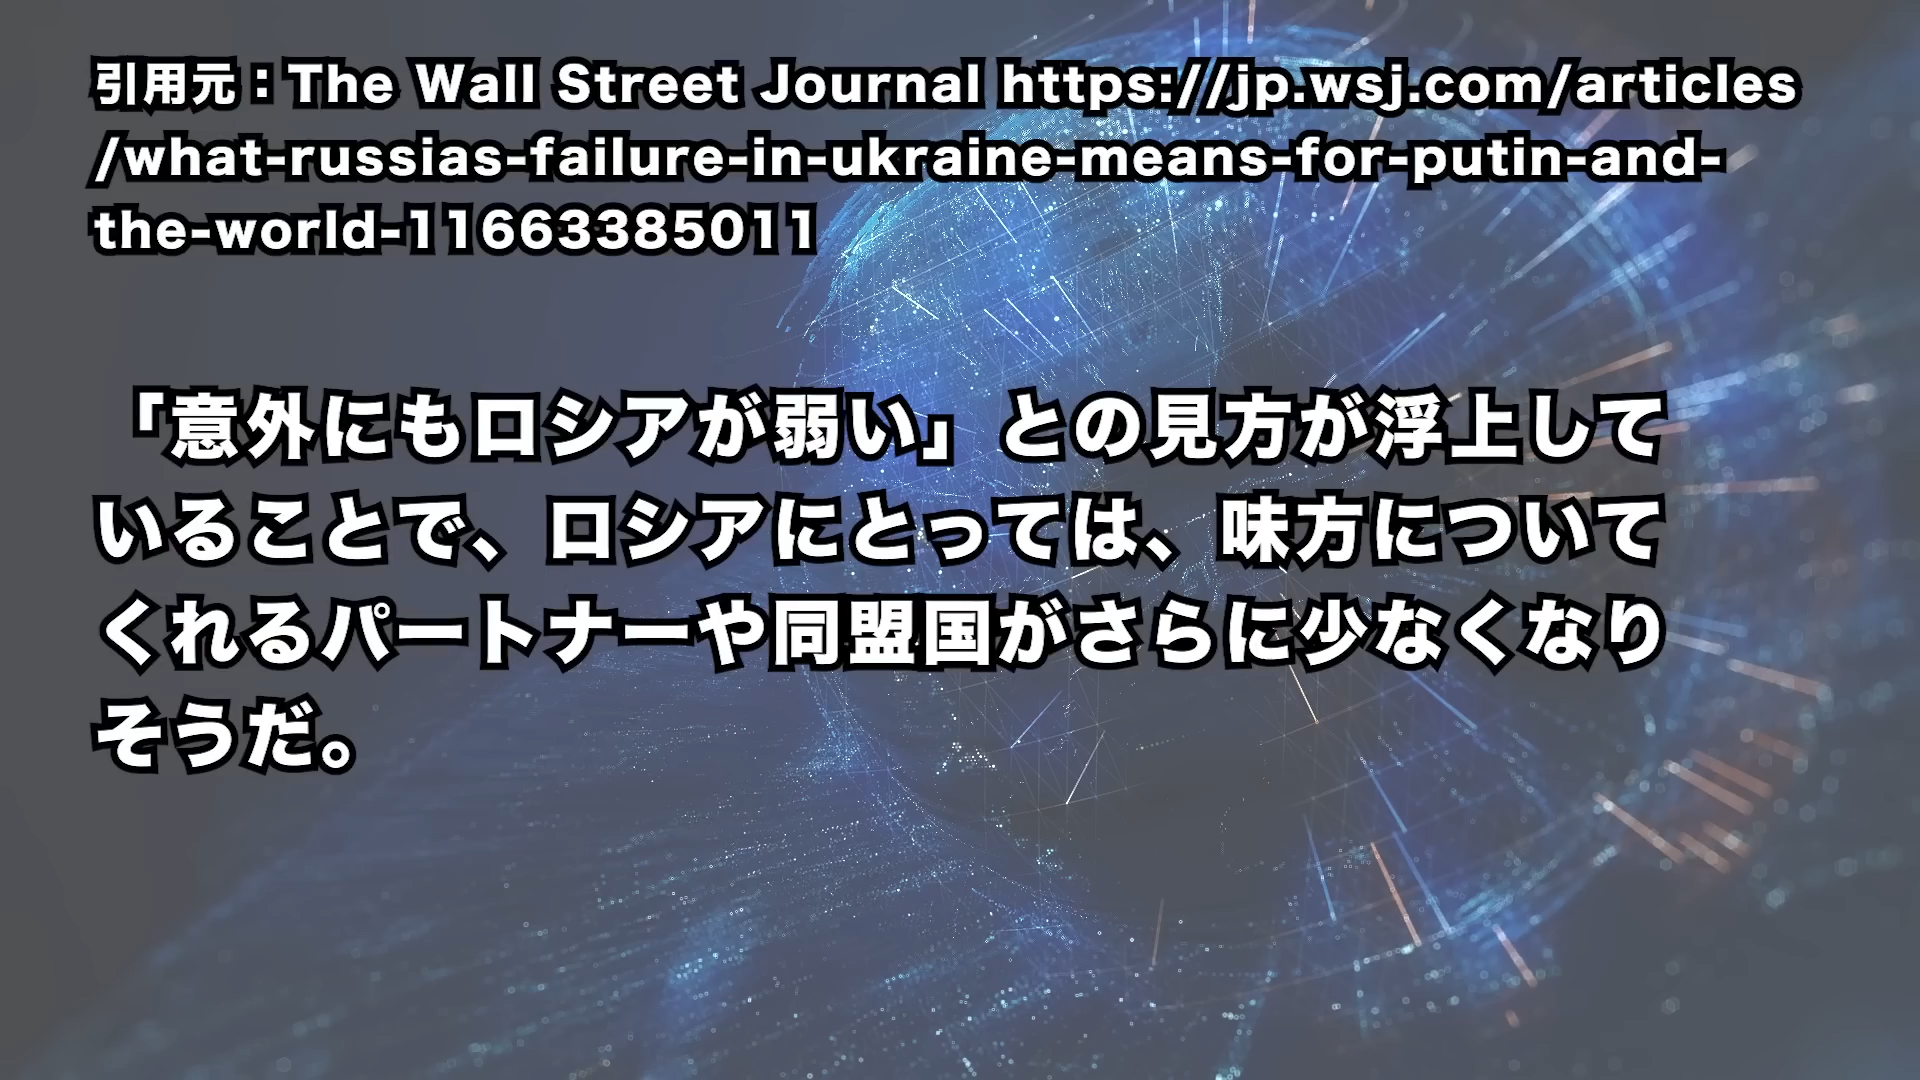 引用元：The Wall Street Journal https://jp.wsj.com/articles
/what-russias-failure-in-ukraine-means-for-putin-and-
the-world-11663385011
「意外にもロシアが弱い」との見方が浮上して
いることで、ロシアにとっては、味方について
くれるパートナーや同盟国がさらに少なくなり
そうだ。